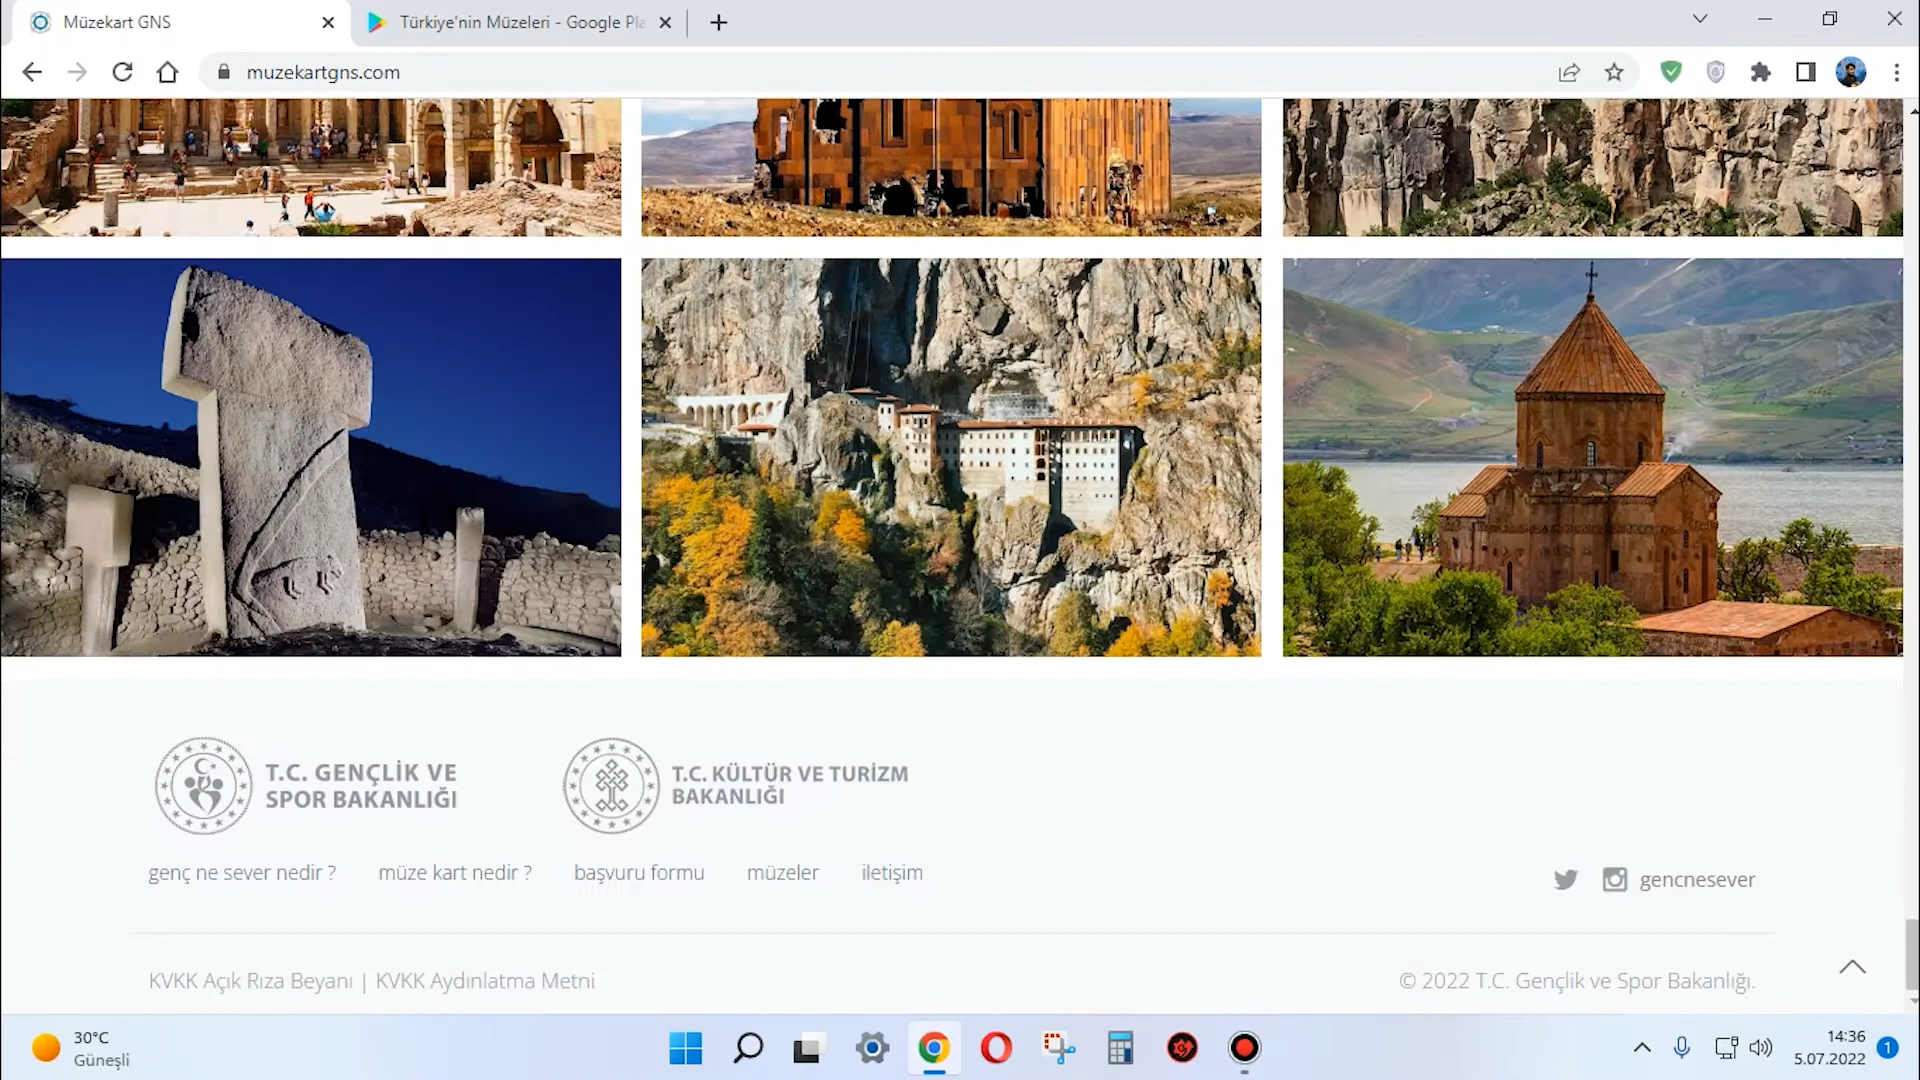 Müzekart GNS
Türkiye'nin Müzeleri - Google Pla
muzekartgns.com
T.C. GENÇLİK VE
SPOR BAKANLIĞI
T.C. KÜLTÜR VE TURİZM
BAKANLIĞI
genç ne sever nedir ?
müze kart nedir ?
başvuru formu
müzeler
iletişim
gencnesever
KVKK Açık Rıza Beyanı | KVKK Aydınlatma Metni
© 2022 T.C. Gençlik ve Spor Bakanlığı.
30°C
Güneşli
14:36
5.07.2022
1